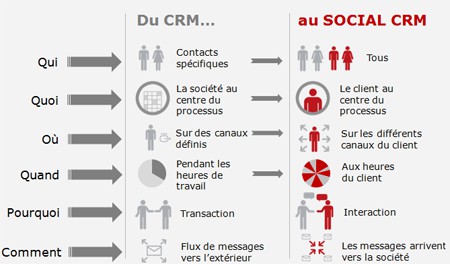 Du CRM...
au SOCIAL CRM
Qui
Contacts
spécifiques
Tous
Quoi
La société au
centre du
processus
Le client au
centre du
processus
Où
Sur des canaux
définis
Sur les différents
canaux du client
Quand
Pendant les
heures de
travail
Aux heures
du client
Pourquoi
Transaction
Interaction
Comment
Flux de messages
vers l'extérieur
Les messages arrivent
vers la société